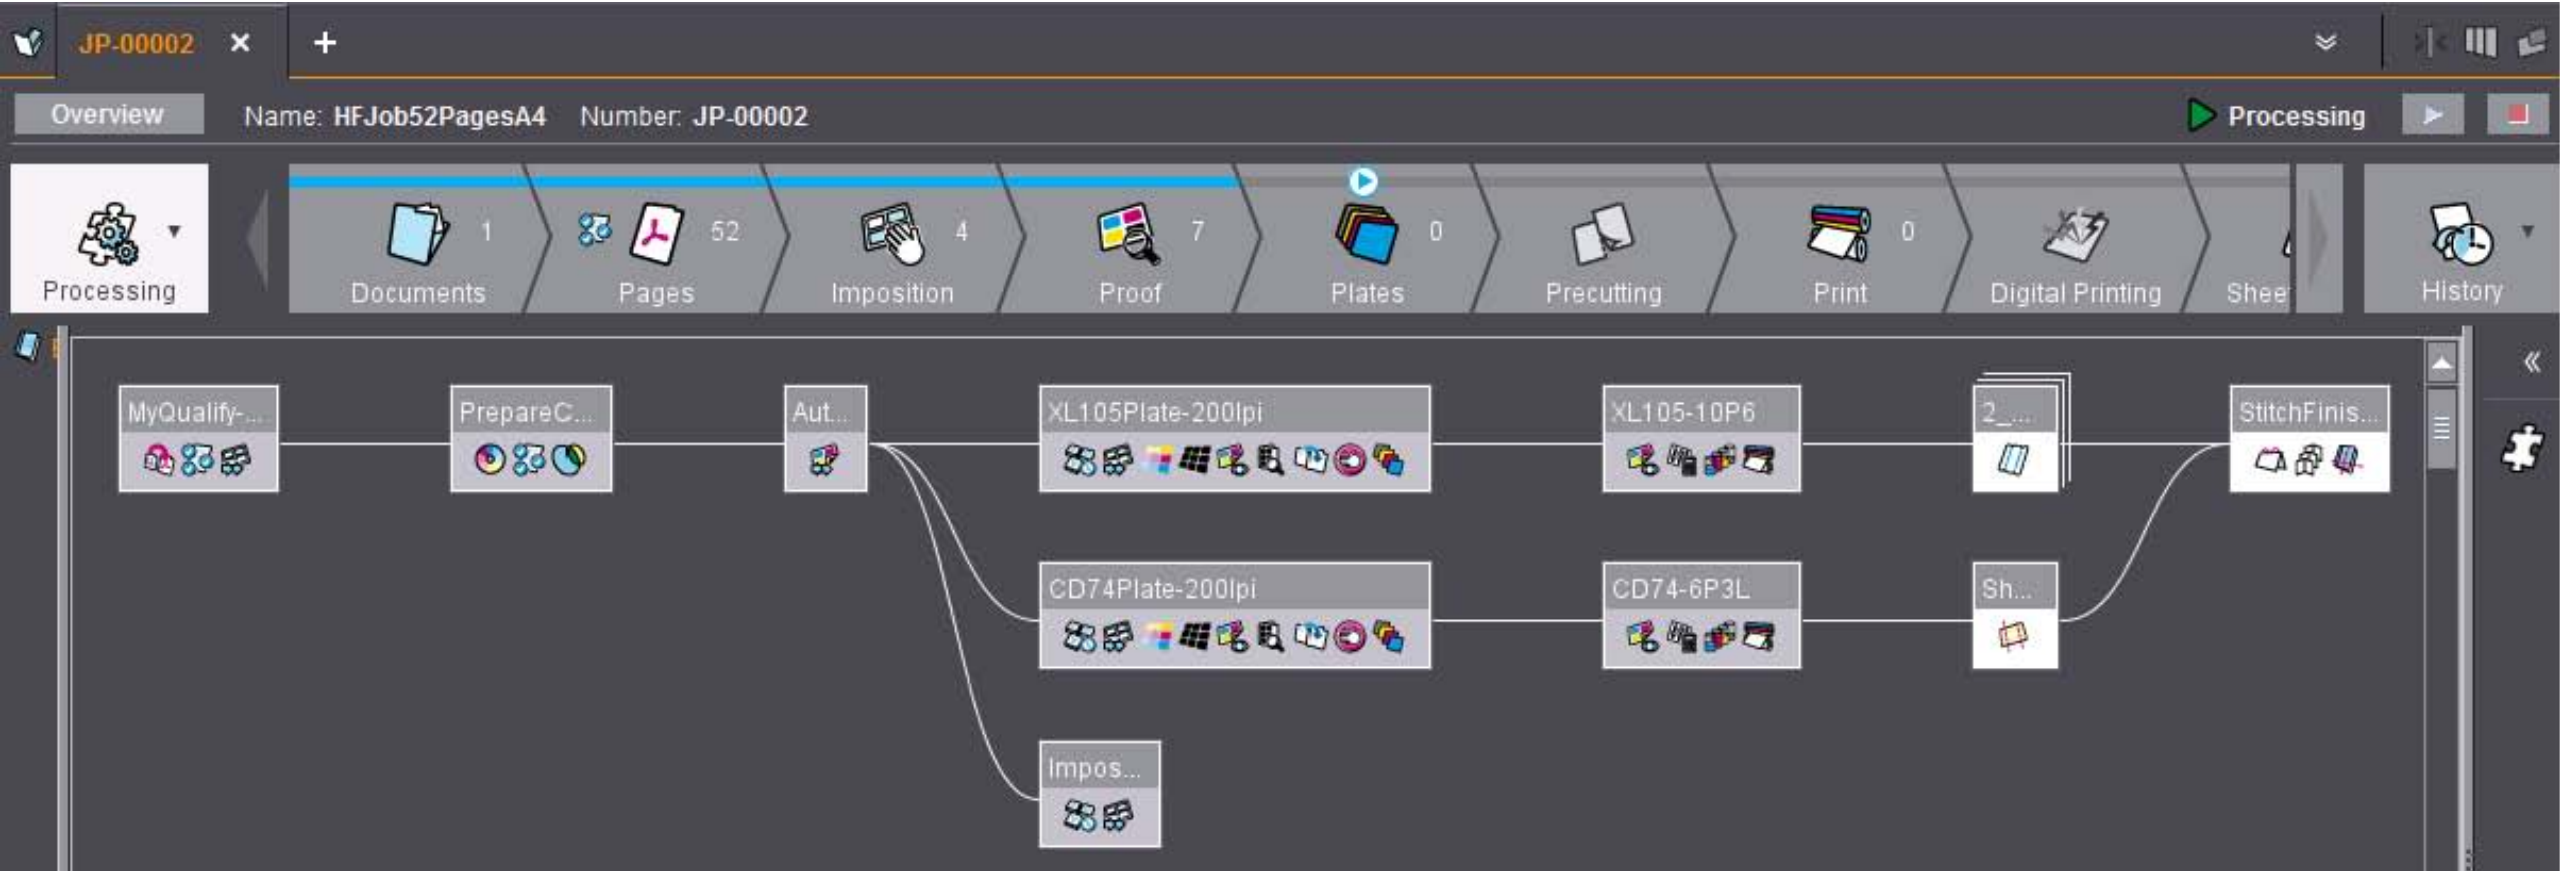 JP-00002
Overview Name: HFJob52PagesA4 Number: JP-00002 Processing
1 52 4 7 0 0
Processing Documents Pages Imposition Proof Plates Precutting Print Digital Printing Shee History
MyQualify-... PrepareC... Aut... XL105Plate-200lpi XL105-10P6 2_... StitchFinis...
CD74Plate-200lpi CD74-6P3L Sh...
Impos...